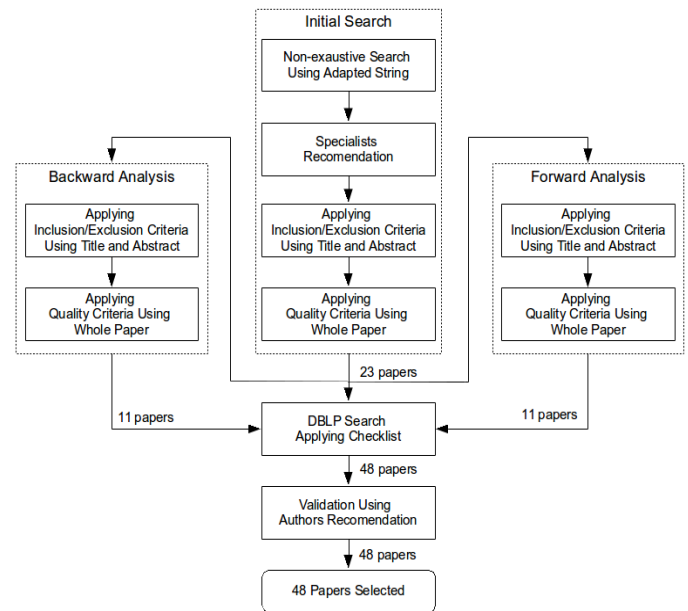 Initial Search
Non-exaustive Search
Using Adapted String
Specialists
Recomendation
Applying
Inclusion/Exclusion Criteria
Using Title and Abstract
Applying
Quality Criteria Using
Whole Paper
Backward Analysis
Applying
Inclusion/Exclusion Criteria
Using Title and Abstract
Applying
Quality Criteria Using
Whole Paper
Forward Analysis
Applying
Inclusion/Exclusion Criteria
Using Title and Abstract
Applying
Quality Criteria Using
Whole Paper
23 papers
11 papers
11 papers
DBLP Search
Applying Checklist
48 papers
Validation Using
Authors Recomendation
48 papers
48 Papers Selected